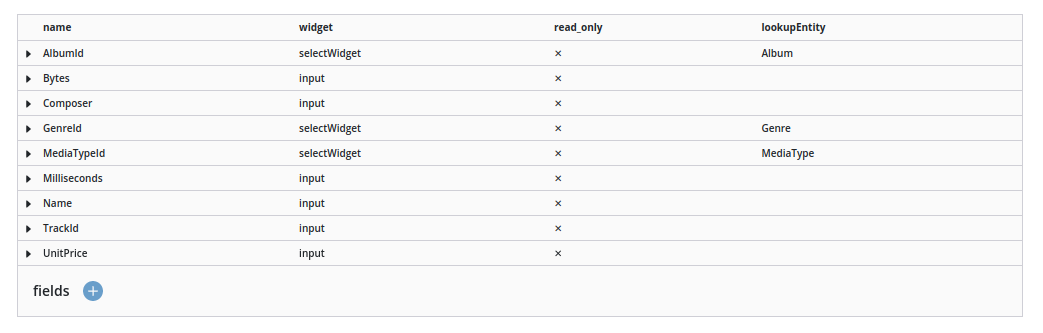 name widget read_only lookupEntity
AlbumId selectWidget × Album
Bytes input ×
Composer input ×
GenreId selectWidget × Genre
MediaTypeId selectWidget × MediaType
Milliseconds input ×
Name input ×
TrackId input ×
UnitPrice input ×
fields +